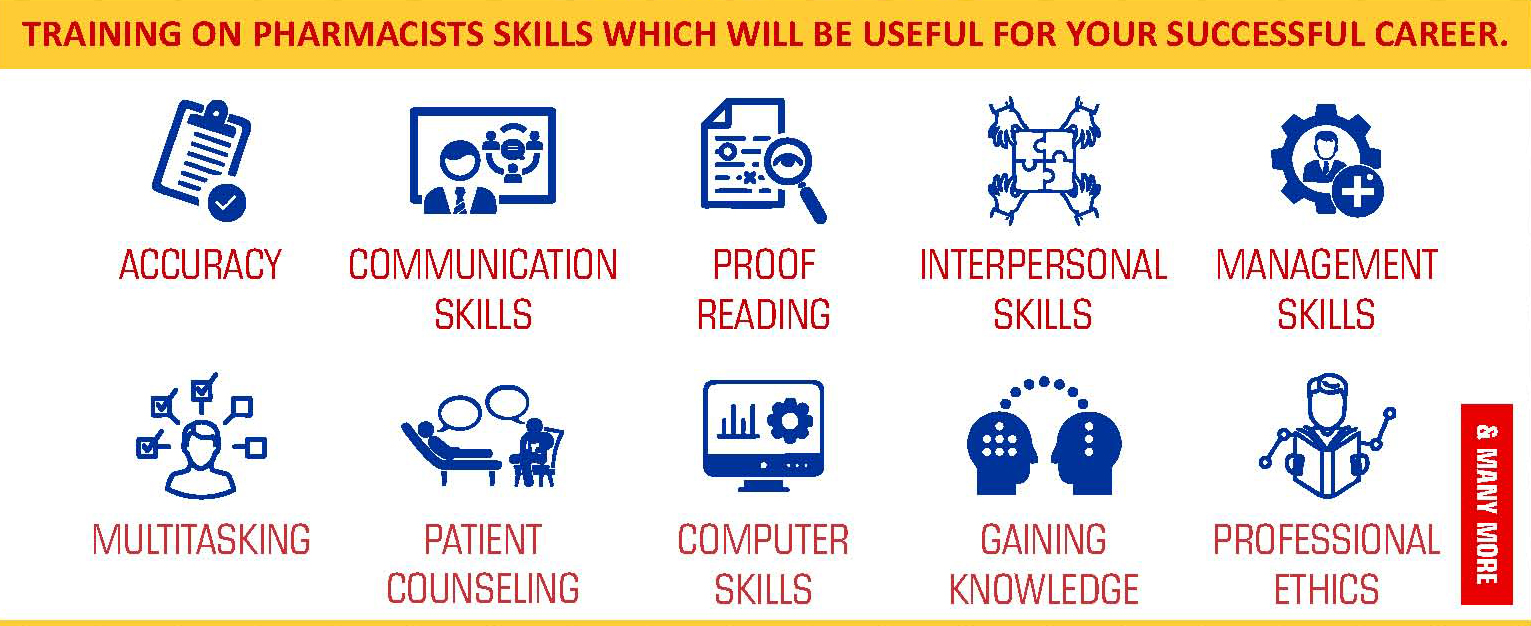 TRAINING ON PHARMACISTS SKILLS WHICH WILL BE USEFUL FOR YOUR SUCCESSFUL CAREER.
ACCURACY
COMMUNICATION
SKILLS
PROOF
READING
INTERPERSONAL
SKILLS
MANAGEMENT
SKILLS
MULTITASKING
PATIENT
COUNSELING
COMPUTER
SKILLS
GAINING
KNOWLEDGE
PROFESSIONAL
ETHICS
& MANY MORE